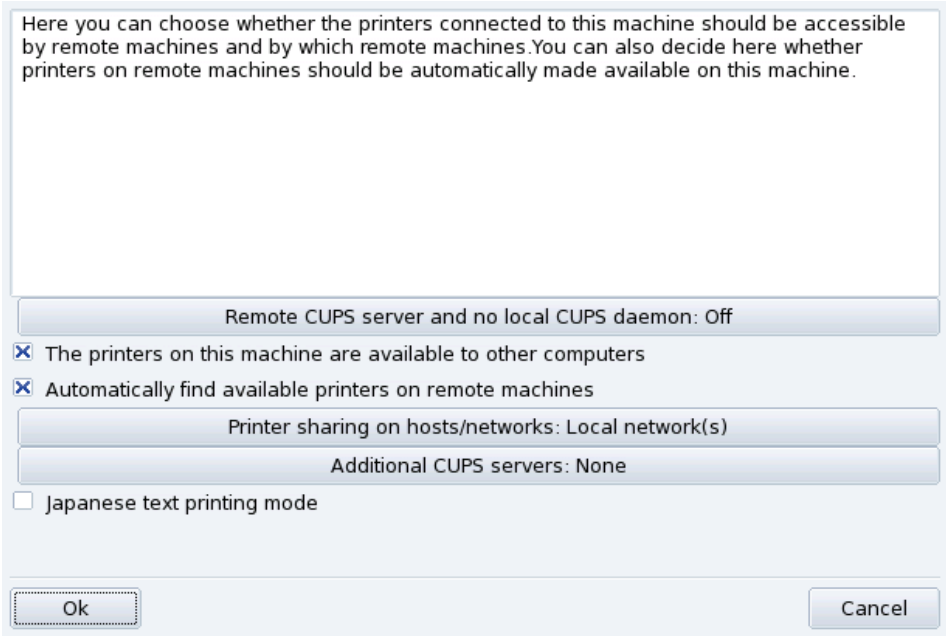 Here you can choose whether the printers connected to this machine should be accessible
by remote machines and by which remote machines.You can also decide here whether
printers on remote machines should be automatically made available on this machine.
Remote CUPS server and no local CUPS daemon: Off
The printers on this machine are available to other computers
Automatically find available printers on remote machines
Printer sharing on hosts/networks: Local network(s)
Additional CUPS servers: None
Japanese text printing mode
Ok
Cancel